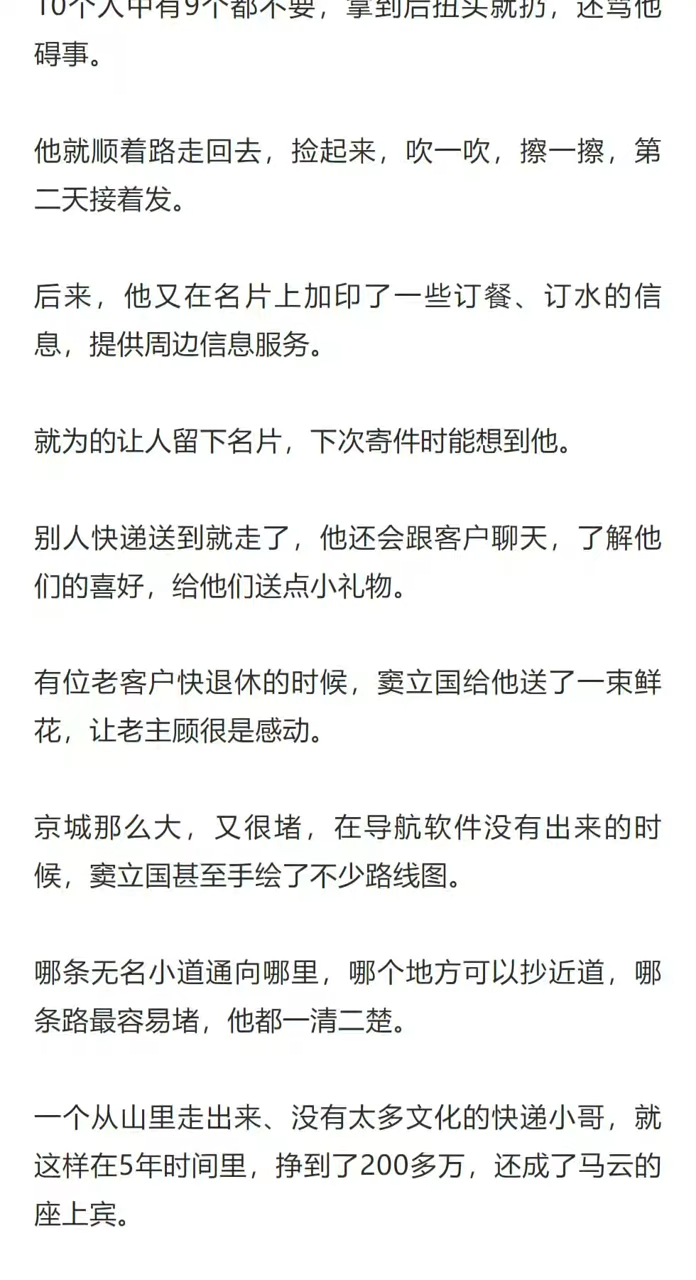 10个人中有9个都不要，拿到后扭头就扔，还骂他
碍事。
他就顺着路走回去，捡起来，吹一吹，擦一擦，第
二天接着发。
后来，他又在名片上加印了一些订餐、订水的信
息，提供周边信息服务。
就为的让人留下名片，下次寄件时能想到他。
别人快递送到就走了，他还会跟客户聊天，了解他
们的喜好，给他们送点小礼物。
有位老客户快退休的时候，窦立国给他送了一束鲜
花，让老主顾很是感动。
京城那么大，又很堵，在导航软件没有出来的时
候，窦立国甚至手绘了不少路线图。
哪条无名小道通向哪里，哪个地方可以抄近道，哪
条路最容易堵，他都一清二楚。
一个从山里走出来、没有太多文化的快递小哥，就
这样在5年时间里，挣到了200多万，还成了马云的
座上宾。